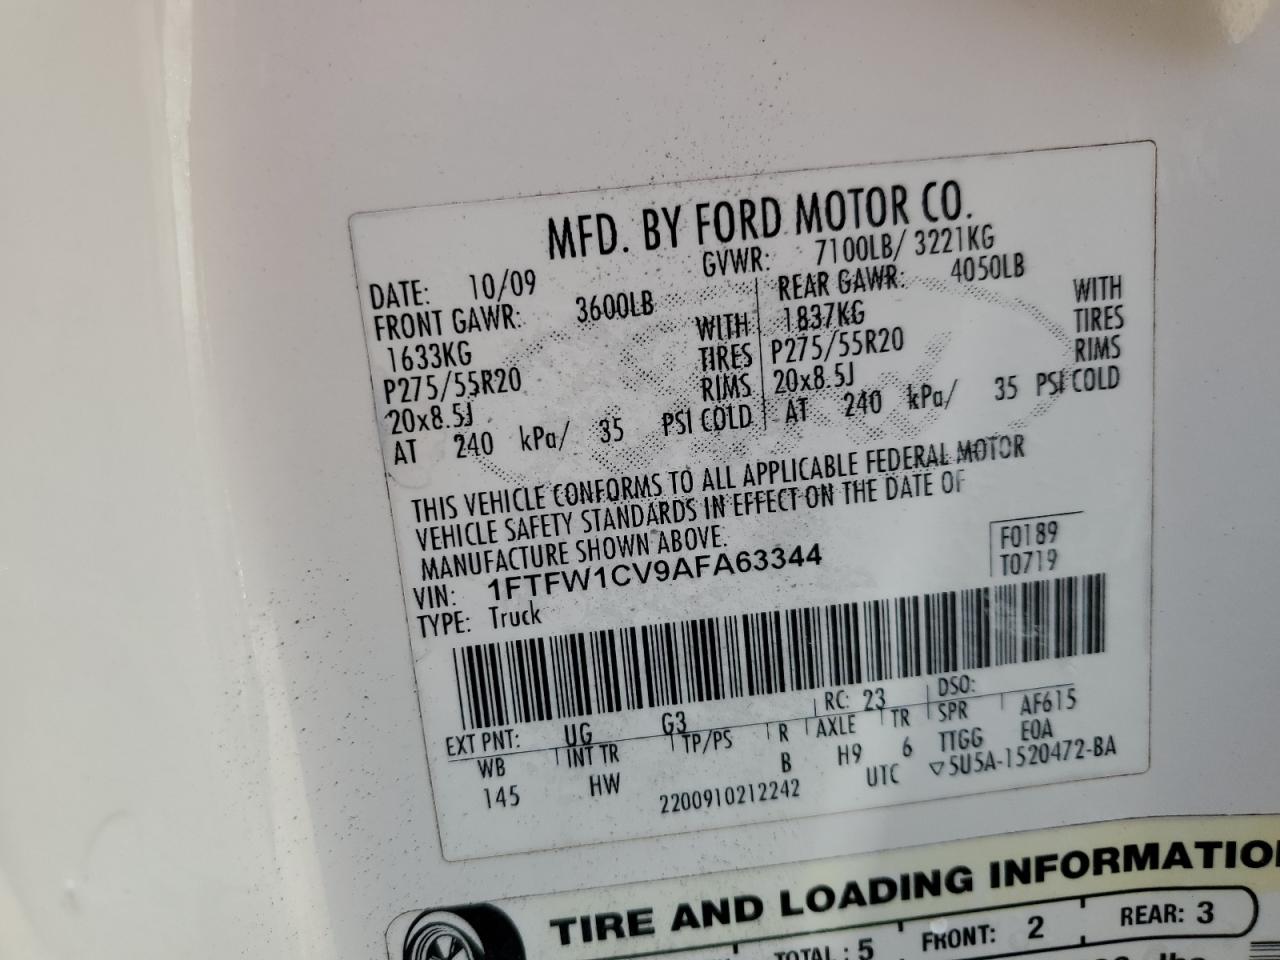 MFD. BY FORD MOTOR CO.
DATE: 10/09 GVWR: 7100LB/ 3221KG
FRONT GAWR: 3600LB REAR GAWR: 4050LB
1633KG WITH 1837KG WITH
P275/55R20 TIRES P275/55R20 TIRES
20x8.5J RIMS 20x8.5J RIMS
AT 240 kPa/ 35 PSI COLD AT 240 kPa/ 35 PSI COLD
THIS VEHICLE CONFORMS TO ALL APPLICABLE FEDERAL MOTOR
VEHICLE SAFETY STANDARDS IN EFFECT ON THE DATE OF
MANUFACTURE SHOWN ABOVE.
VIN: 1FTFW1CV9AFA63344 F0189
TYPE: Truck T0719
EXT PNT: UG G3 RC: 23 DSO:
WB INT TR TP/PS R AXLE TR SPR AF615
145 HW B H9 6 TTGG E0A
2200910212242 UTC ▽5U5A-1520472-BA
TIRE AND LOADING INFORMATIO
TOTAL: 5 FRONT: 2 REAR: 3